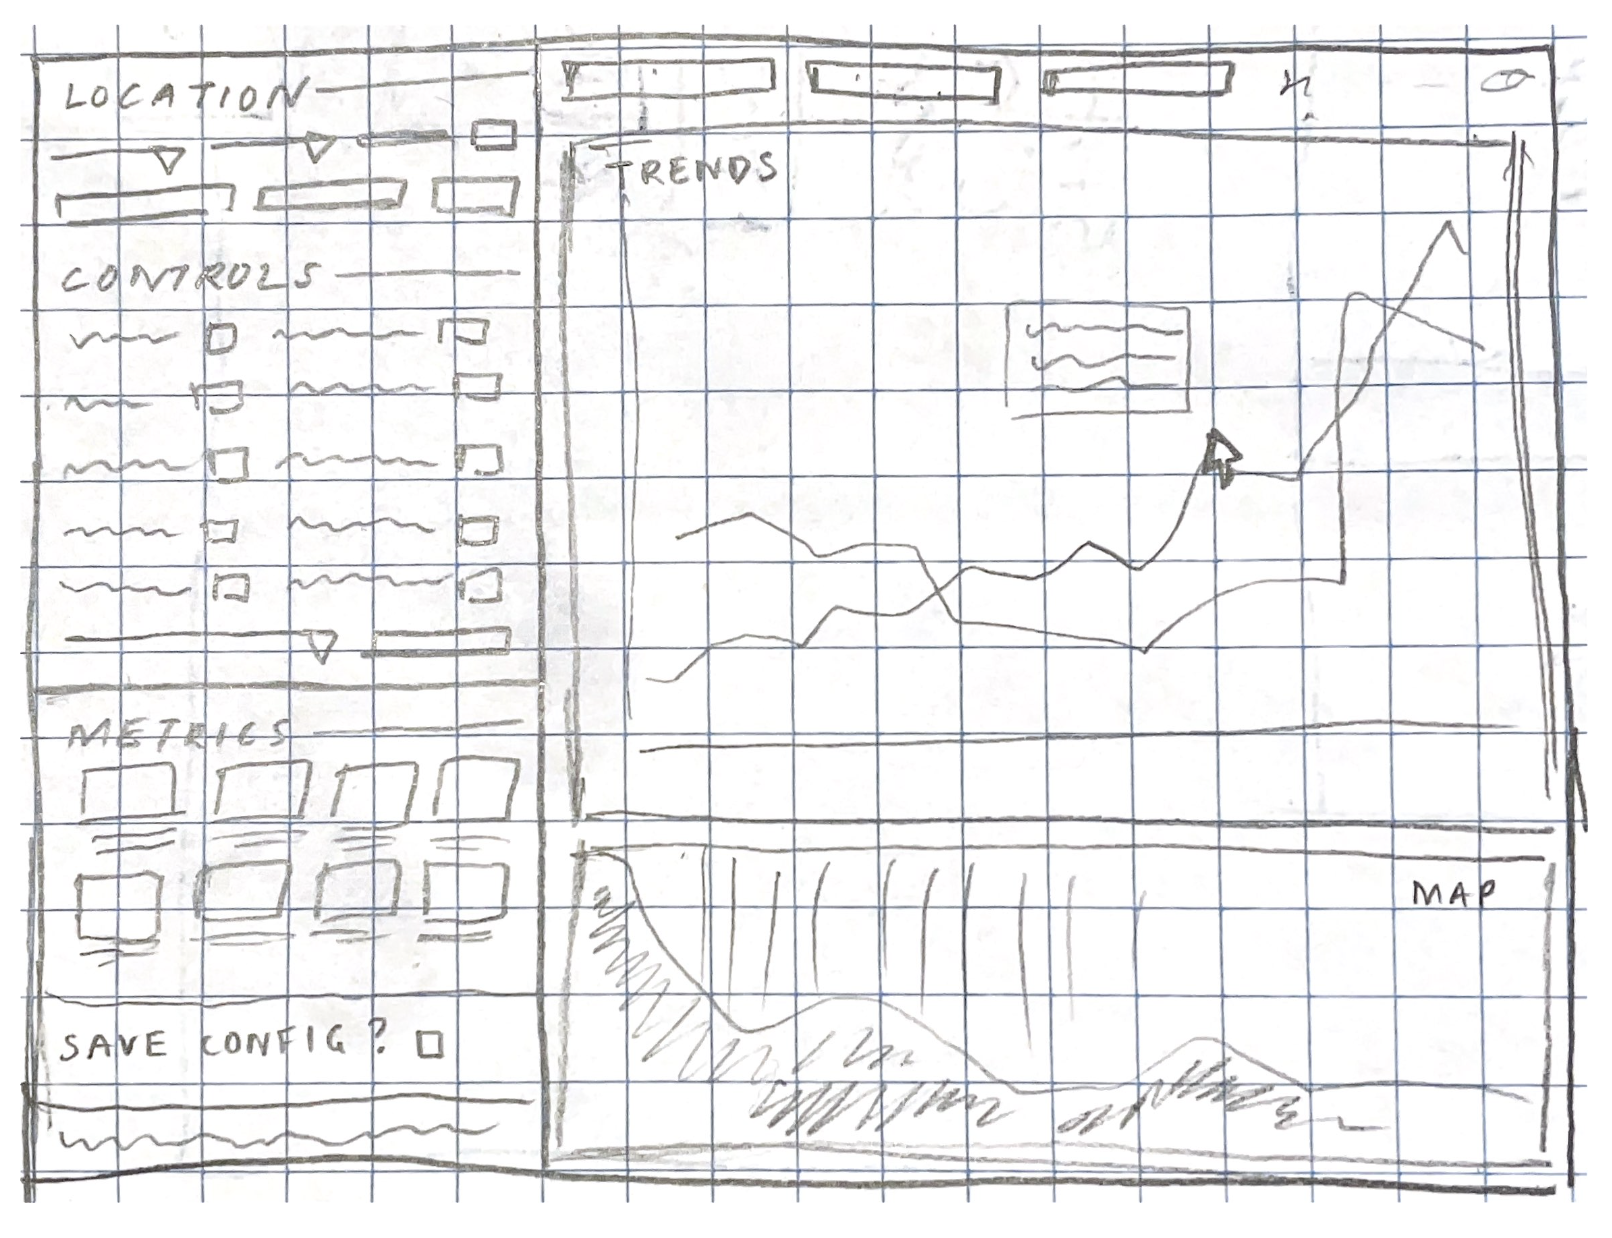 LOCATION
CONTROLS
METRICS
SAVE CONFIG?
TRENDS
MAP